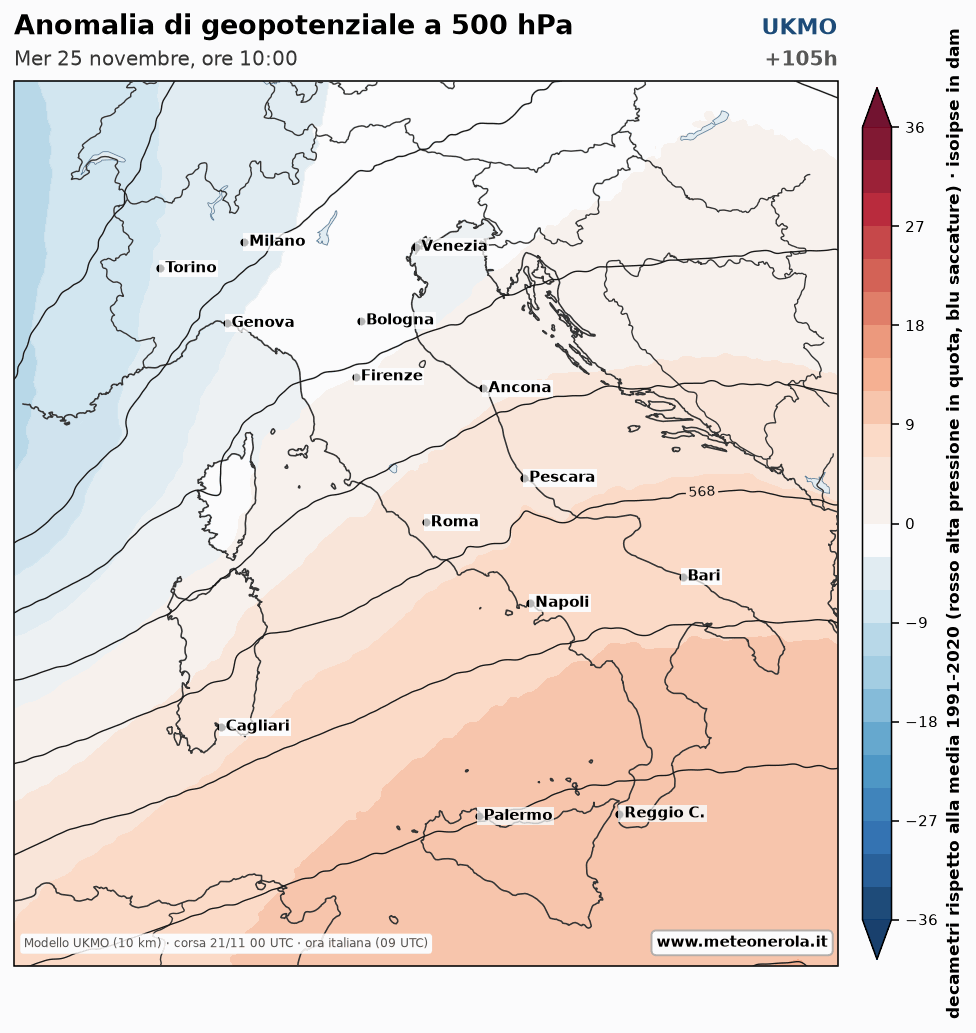 Anomalia di geopotenziale a 500 hPa
UKMO
Mer 25 novembre, ore 10:00
+105h
Milano
Venezia
Torino
Genova
Bologna
Firenze
Ancona
Pescara
568
Roma
Bari
Napoli
Cagliari
Palermo
Reggio C.
Modello UKMO (10 km) · corsa 21/11 00 UTC · ora italiana (09 UTC)
www.meteonerola.it
36
27
18
9
0
−9
−18
−27
−36
decametri rispetto alla media 1991-2020 (rosso alta pressione in quota, blu saccature) · isoipse in dam